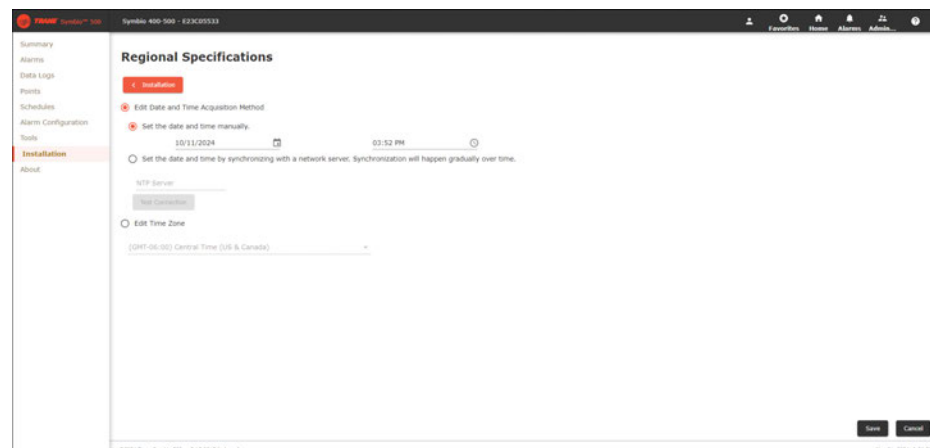 TRANE Symbio™ 500
Symbio 400-500 - E23C05533
Favorites
Home
Alarms
Admin...
Summary
Alarms
Data Logs
Points
Schedules
Alarm Configuration
Tools
Installation
About
Regional Specifications
Installation
Edit Date and Time Acquisition Method
Set the date and time manually.
10/11/2024
03:52 PM
Set the date and time by synchronizing with a network server. Synchronization will happen gradually over time.
NTP Server
Test Connection
Edit Time Zone
(GMT-06:00) Central Time (US & Canada)
Save
Cancel